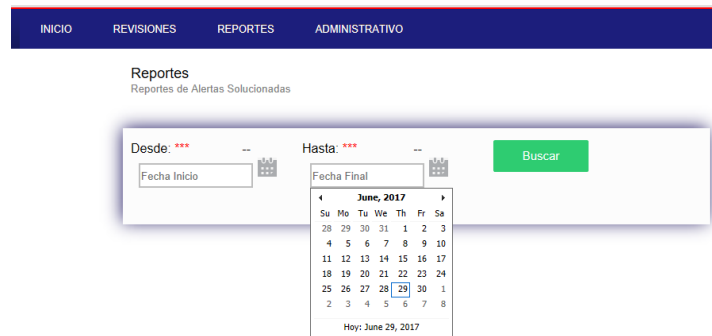 INICIO REVISIONES REPORTES ADMINISTRATIVO
Reportes
Reportes de Alertas Solucionadas
Desde: *** -- Hasta: *** --
Buscar
Fecha Inicio Fecha Final
June, 2017
Su Mo Tu We Th Fr Sa
28 29 30 31 1 2 3
4 5 6 7 8 9 10
11 12 13 14 15 16 17
18 19 20 21 22 23 24
25 26 27 28 29 30 1
2 3 4 5 6 7 8
Hoy: June 29, 2017